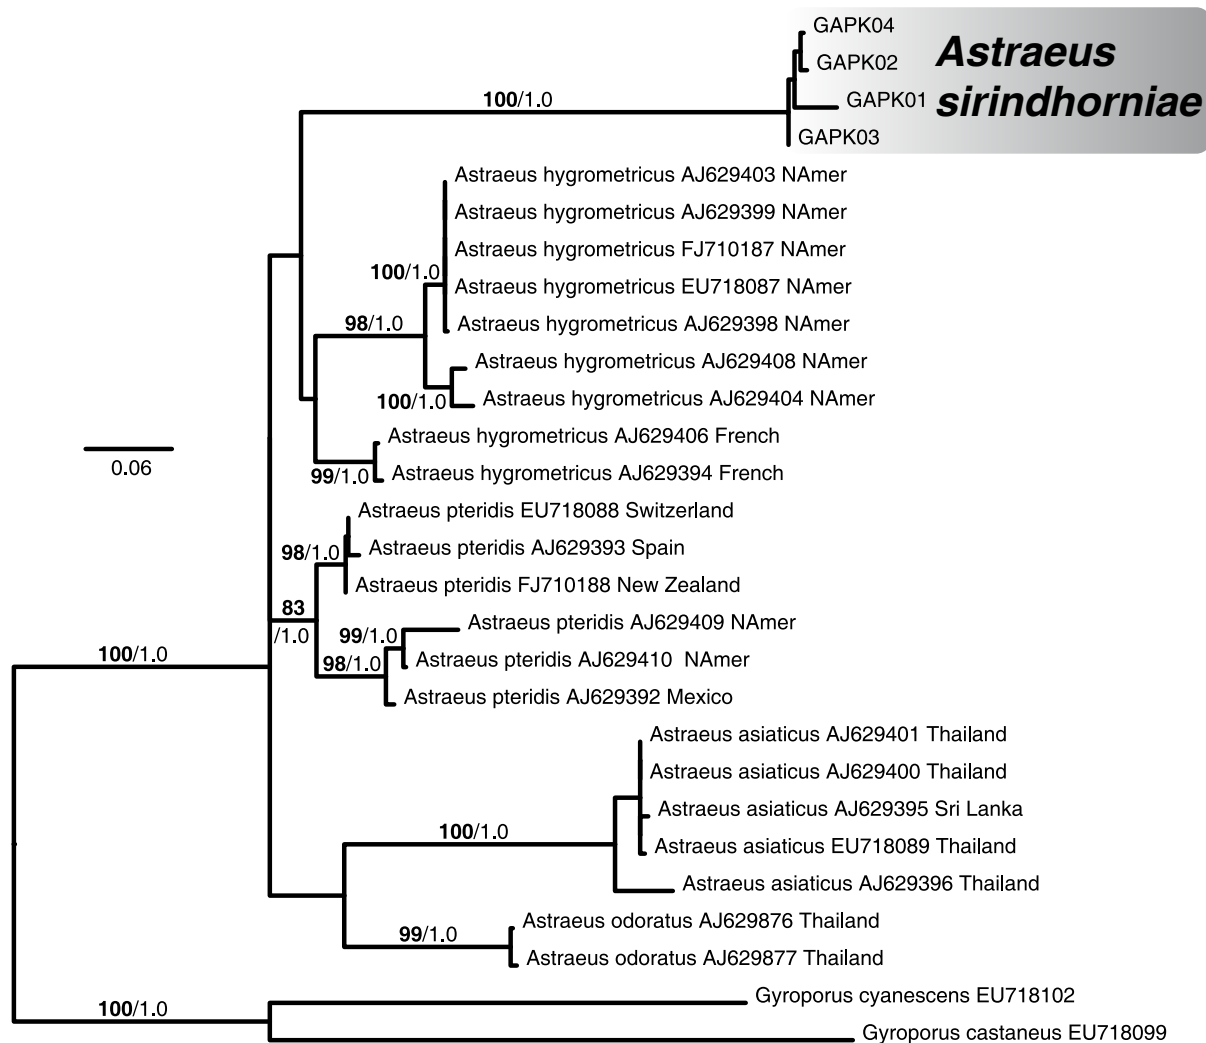 GAPK04
GAPK02
GAPK01
GAPK03
Astraeus
sirindhorniae
100/1.0
Astraeus hygrometricus AJ629403 NAmer
Astraeus hygrometricus AJ629399 NAmer
Astraeus hygrometricus FJ710187 NAmer
100/1.0
Astraeus hygrometricus EU718087 NAmer
98/1.0
Astraeus hygrometricus AJ629398 NAmer
Astraeus hygrometricus AJ629408 NAmer
100/1.0
Astraeus hygrometricus AJ629404 NAmer
Astraeus hygrometricus AJ629406 French
0.06
99/1.0
Astraeus hygrometricus AJ629394 French
Astraeus pteridis EU718088 Switzerland
98/1.0
Astraeus pteridis AJ629393 Spain
Astraeus pteridis FJ710188 New Zealand
83
/1.0
Astraeus pteridis AJ629409 NAmer
99/1.0
100/1.0
98/1.0
Astraeus pteridis AJ629410 NAmer
Astraeus pteridis AJ629392 Mexico
Astraeus asiaticus AJ629401 Thailand
Astraeus asiaticus AJ629400 Thailand
Astraeus asiaticus AJ629395 Sri Lanka
100/1.0
Astraeus asiaticus EU718089 Thailand
Astraeus asiaticus AJ629396 Thailand
Astraeus odoratus AJ629876 Thailand
99/1.0
Astraeus odoratus AJ629877 Thailand
Gyroporus cyanescens EU718102
100/1.0
Gyroporus castaneus EU718099